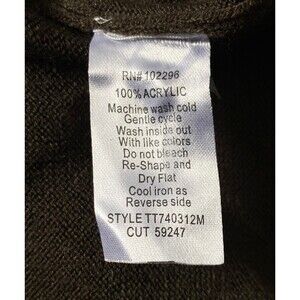 RN#102296
100% ACRYLIC
Machine wash cold
Gentle cycle
Wash inside out
With like colors
Do not bleach
Re-Shape and
Dry Flat
Cool iron as
Reverse side
STYLE TT740312M
CUT 59247